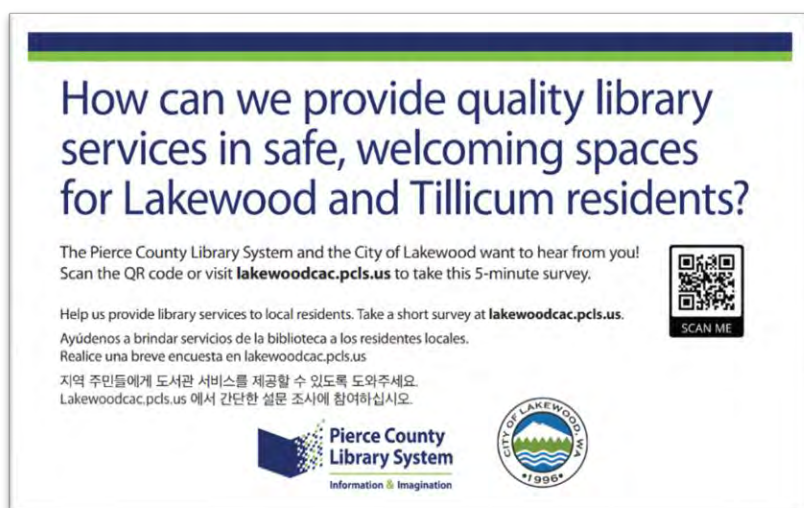 How can we provide quality library
services in safe, welcoming spaces
for Lakewood and Tillicum residents?
The Pierce County Library System and the City of Lakewood want to hear from you!
Scan the QR code or visit lakewoodcac.pcls.us to take this 5-minute survey.
SCAN ME
Help us provide library services to local residents. Take a short survey at lakewoodcac.pcls.us.
Ayúdenos a brindar servicios de la biblioteca a los residentes locales.
Realice una breve encuesta en lakewoodcac.pcls.us
지역 주민들에게 도서관 서비스를 제공할 수 있도록 도와주세요.
Lakewoodcac.pcls.us 에서 간단한 설문 조사에 참여하십시오.
Pierce County
Library System
Information & Imagination
CITY OF LAKEWOOD, WA
•1996•